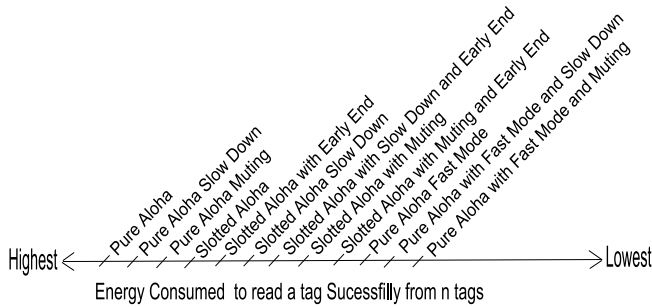 Pure Aloha
Pure Aloha Slow Down
Pure Aloha Muting
Slotted Aloha
Slotted Aloha with Early End
Slotted Aloha Slow Down
Slotted Aloha with Slow Down and Early End
Slotted Aloha with Muting
Slotted Aloha with Muting and Early End
Pure Aloha Fast Mode
Pure Aloha with Fast Mode and Slow Down
Pure Aloha with Fast Mode and Muting
Highest
Lowest
Energy Consumed to read a tag Sucessfilly from n tags